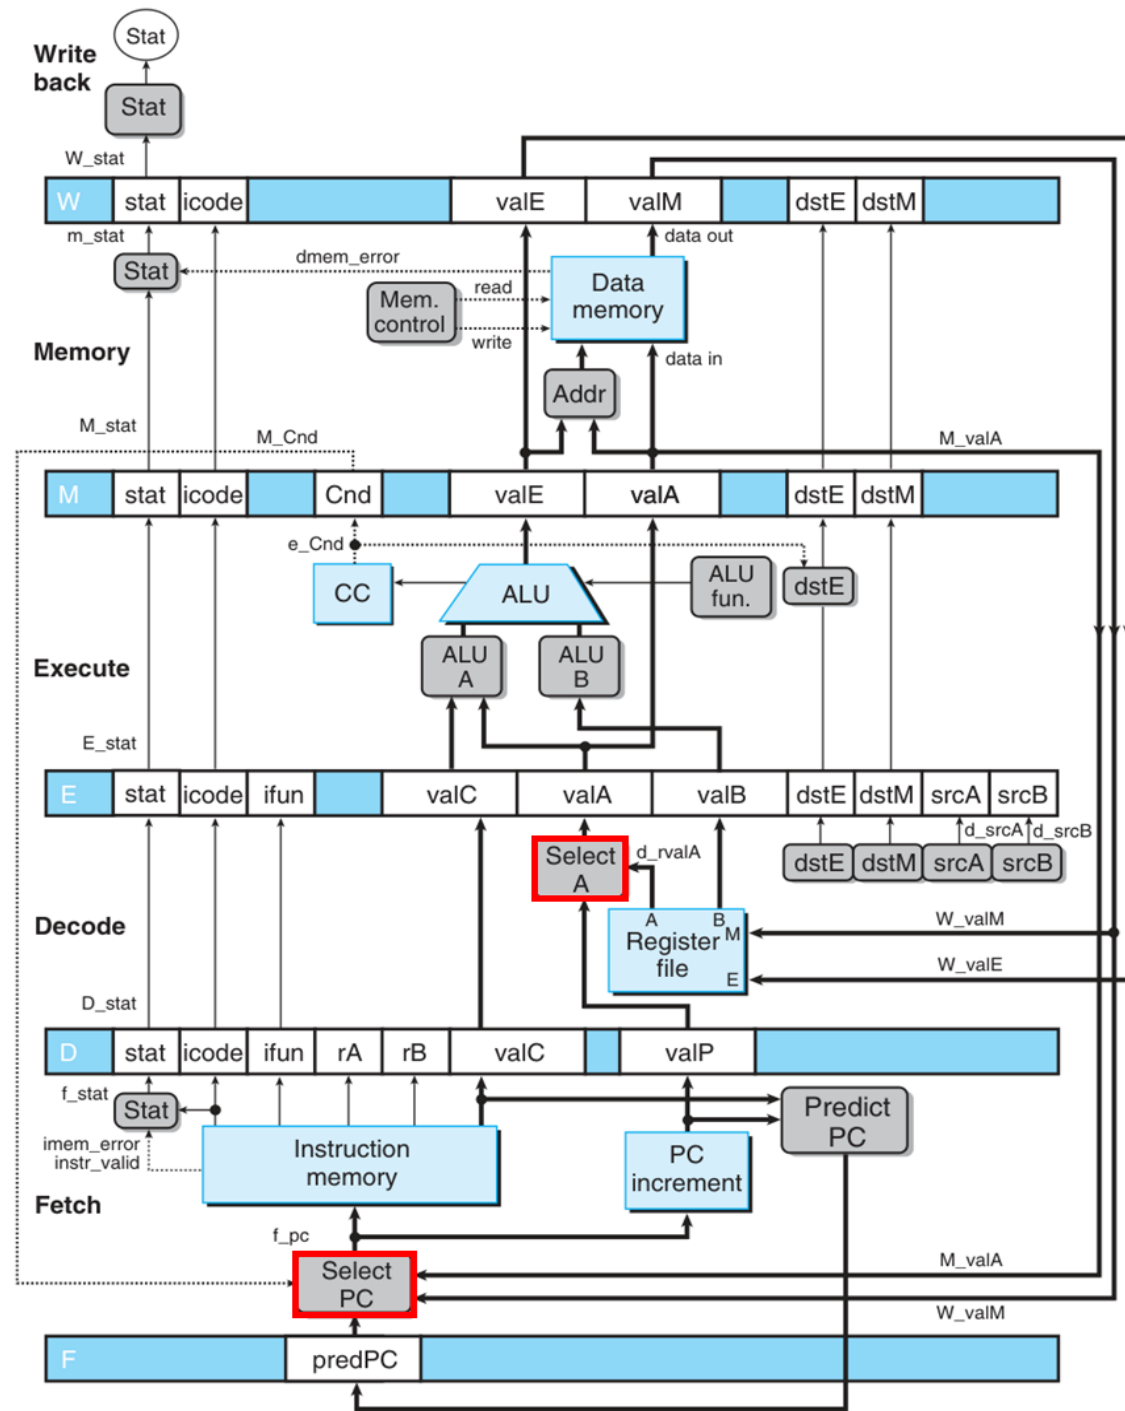 Stat
Write
back
Stat
W_stat
W stat icode valE valM dstE dstM
m_stat
data out
Stat
dmem_error
read
Mem.
control
write
Data
memory
Memory
data in
Addr
M_stat
M_Cnd
M_valA
M stat icode Cnd valE valA dstE dstM
e_Cnd
CC
ALU
ALU
fun.
dstE
ALU
A
ALU
B
Execute
E_stat
E stat icode ifun valC valA valB dstE dstM srcA srcB
d_srcA d_srcB
Select
A
d_rvalA
dstE dstM srcA srcB
A B
M
Register
file
E
W_valM
Decode
W_valE
D_stat
D stat icode ifun rA rB valC valP
f_stat
Stat
Predict
PC
imem_error
instr_valid
Instruction
memory
PC
increment
Fetch
f_pc
Select
PC
M_valA
W_valM
F predPC